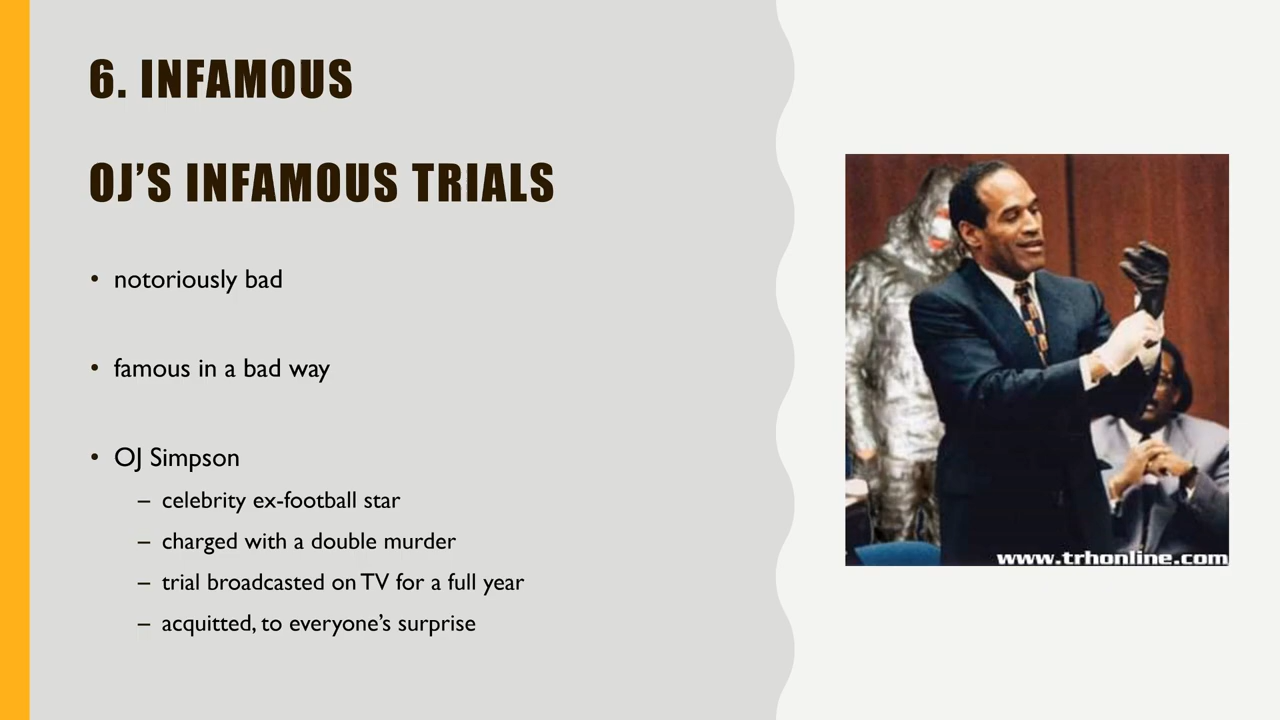 6. INFAMOUS
OJ’S INFAMOUS TRIALS
• notoriously bad
• famous in a bad way
• OJ Simpson
– celebrity ex-football star
– charged with a double murder
– trial broadcasted on TV for a full year
– acquitted, to everyone’s surprise
www.trhonline.com